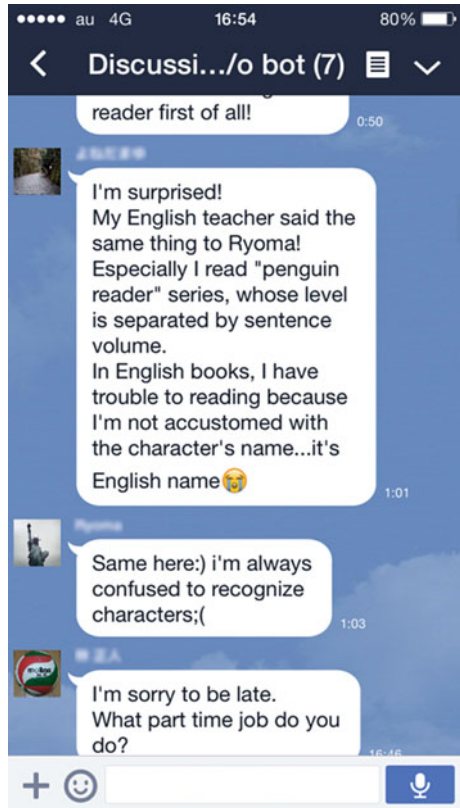 au 4G 16:54 80%
Discussi.../o bot (7)
reader first of all!
0:50
I'm surprised!
My English teacher said the
same thing to Ryoma!
Especially I read "penguin
reader" series, whose level
is separated by sentence
volume.
In English books, I have
trouble to reading because
I'm not accustomed with
the character's name...it's
English name😭
1:01
Ryoma
Same here:) i'm always
confused to recognize
characters;(
1:03
I'm sorry to be late.
What part time job do you
do?
16:46